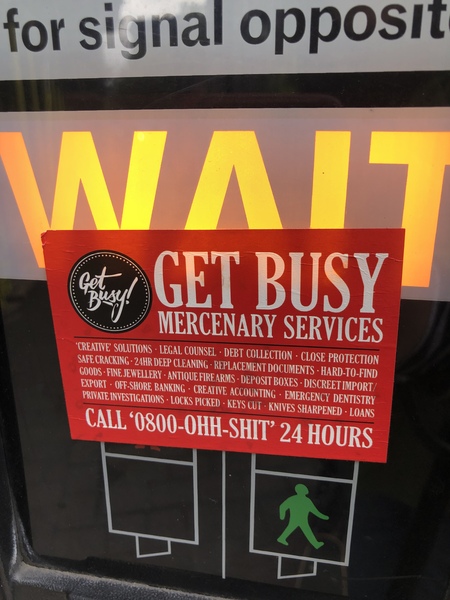 for signal opposite
WAIT
Get
Busy!
GET BUSY
MERCENARY SERVICES
'CREATIVE' SOLUTIONS · LEGAL COUNSEL · DEBT COLLECTION · CLOSE PROTECTION
SAFE CRACKING · 24HR DEEP CLEANING · REPLACEMENT DOCUMENTS · HARD-TO-FIND
GOODS · FINE JEWELLERY · ANTIQUE FIREARMS · DEPOSIT BOXES · DISCREET IMPORT/
EXPORT · OFF-SHORE BANKING · CREATIVE ACCOUNTING · EMERGENCY DENTISTRY
PRIVATE INVESTIGATIONS · LOCKS PICKED · KEYS CUT · KNIVES SHARPENED · LOANS
CALL '0800-OHH-SHIT' 24 HOURS